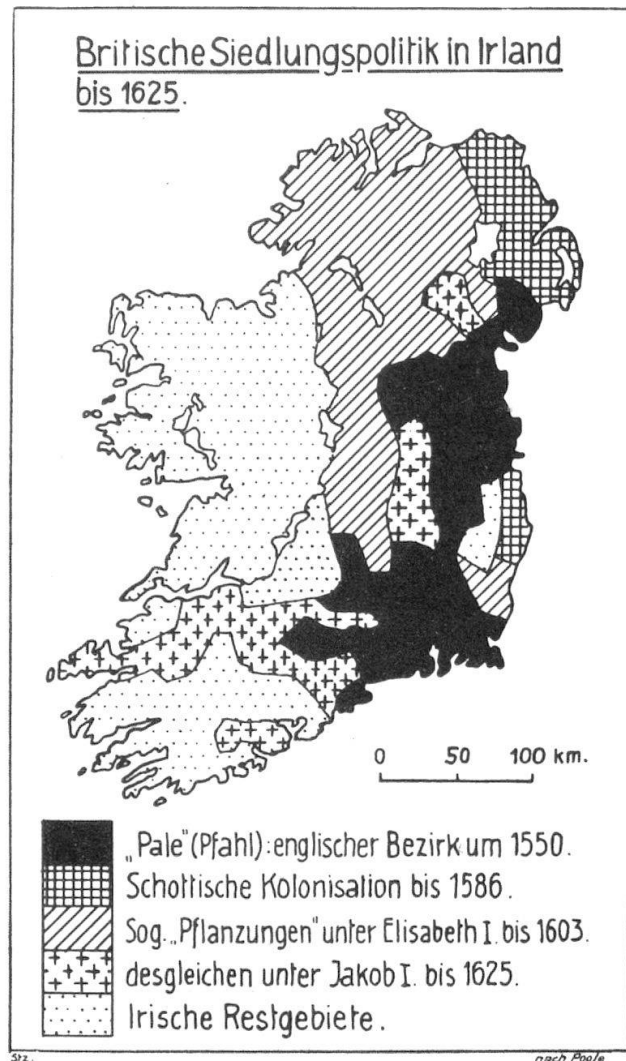 Britische Siedlungspolitik in Irland
bis 1625.
0 50 100 km.
„Pale" (Pfahl): englischer Bezirk um 1550.
Schottische Kolonisation bis 1586.
Sog. „Pflanzungen" unter Elisabeth I. bis 1603.
desgleichen unter Jakob I. bis 1625.
Irische Restgebiete.
Stz. nach Poole